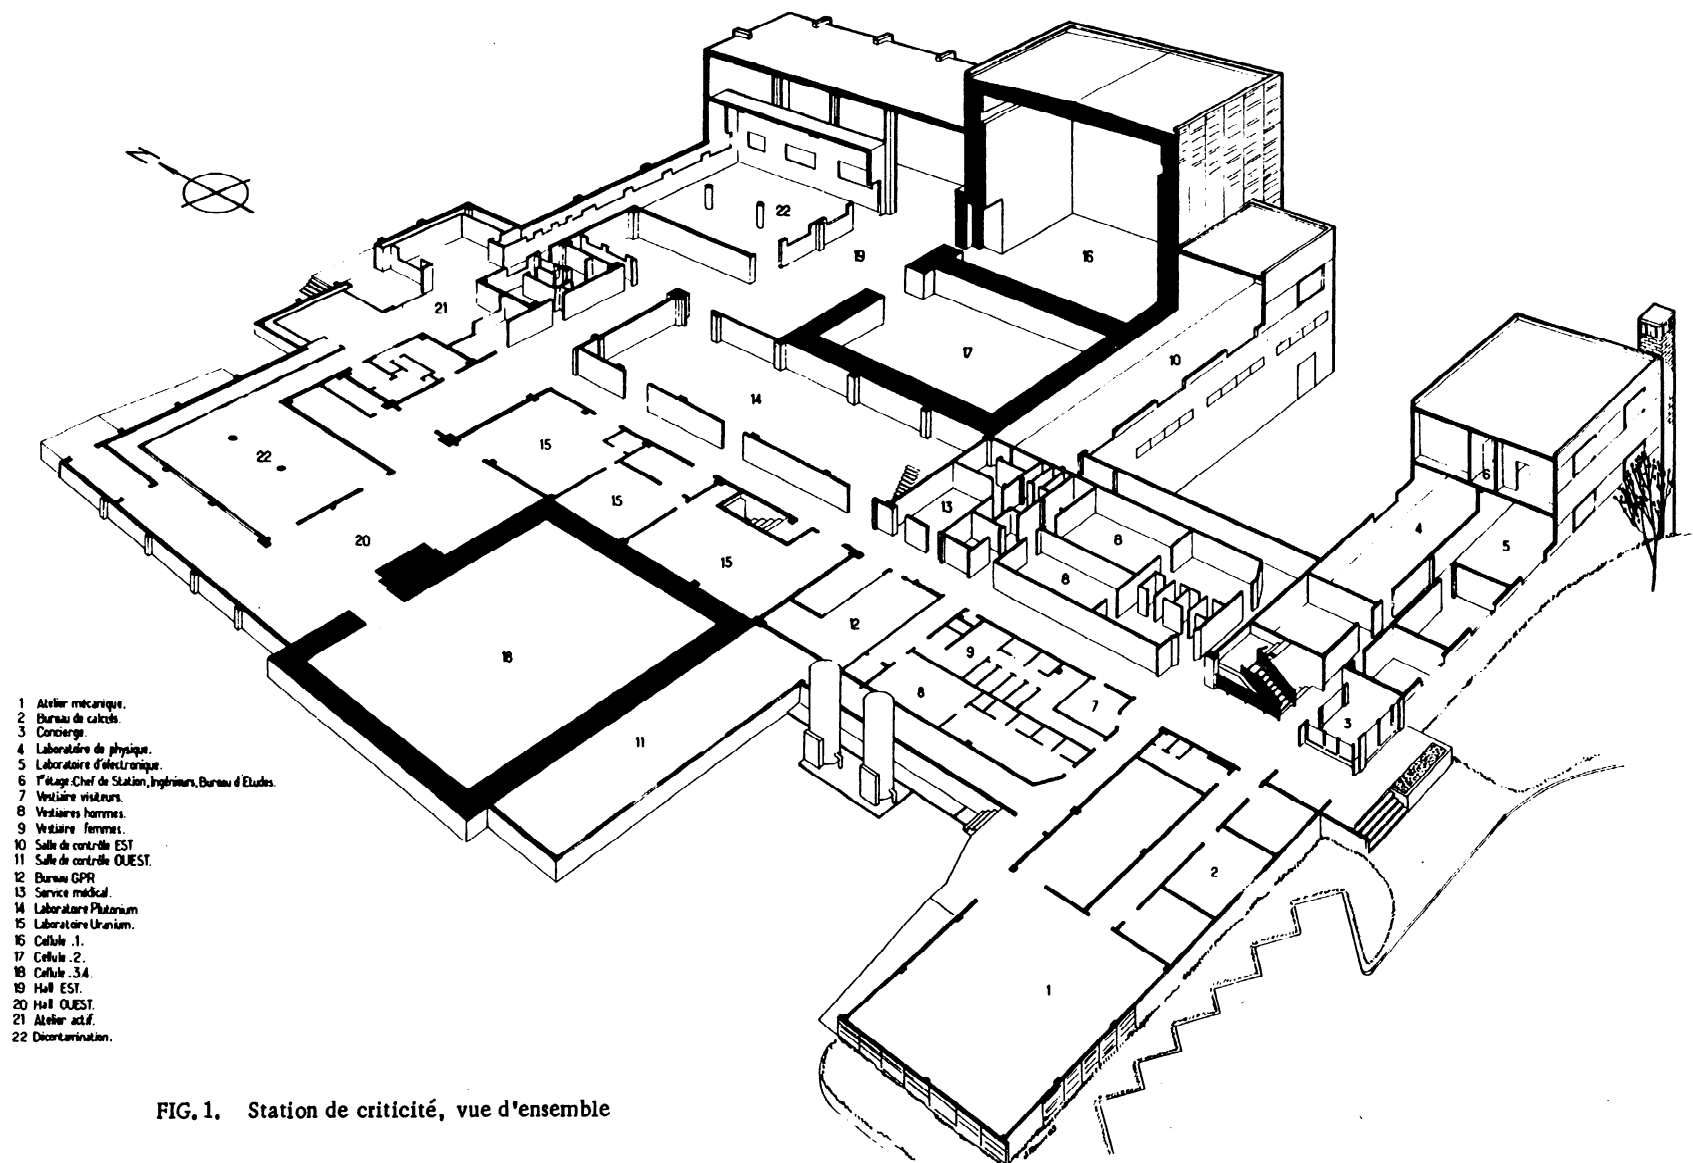 N
22
19
16
21
17
10
14
6
15
22
15
13
8
4
5
20
8
15
12
18
9
8
7
3
11
2
1
1 Atelier mécanique.
2 Bureau de calculs.
3 Concierge.
4 Laboratoire de physique.
5 Laboratoire d'électronique.
6 1er étage: Chef de Station, Ingénieurs, Bureau d'Etudes.
7 Vestiaire visiteurs.
8 Vestiaires hommes.
9 Vestiaire femmes.
10 Salle de contrôle EST
11 Salle de contrôle OUEST.
12 Bureau GPR
13 Service médical.
14 Laboratoire Plutonium
15 Laboratoire Uranium.
16 Cellule .1.
17 Cellule .2.
18 Cellule .3.4.
19 Hall EST.
20 Hall OUEST.
21 Atelier actif.
22 Décontamination.
FIG. 1. Station de criticité, vue d'ensemble